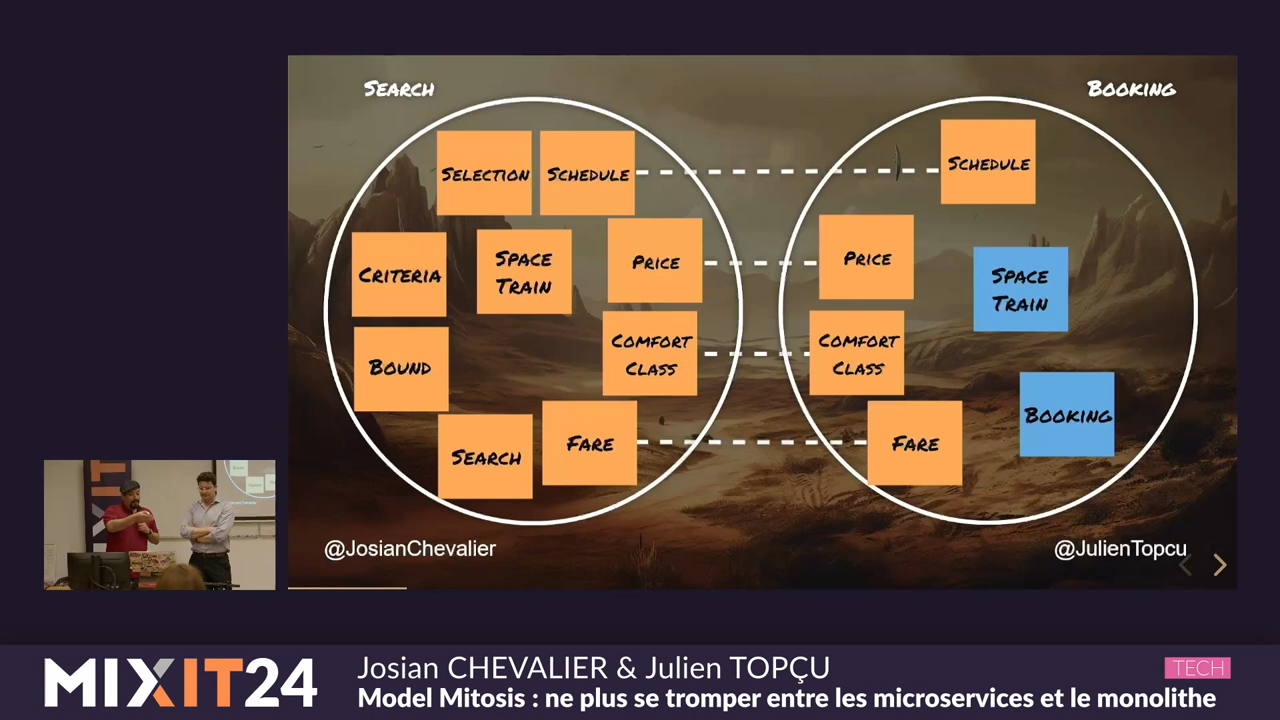 SEARCH
BOOKING
SELECTION
SCHEDULE
SCHEDULE
CRITERIA
SPACE
TRAIN
PRICE
PRICE
SPACE
TRAIN
BOUND
COMFORT
CLASS
COMFORT
CLASS
BOOKING
SEARCH
FARE
FARE
@JosianChevalier
@JulienTopcu
MIXIT24
Josian CHEVALIER & Julien TOPÇU
TECH
Model Mitosis : ne plus se tromper entre les microservices et le monolithe